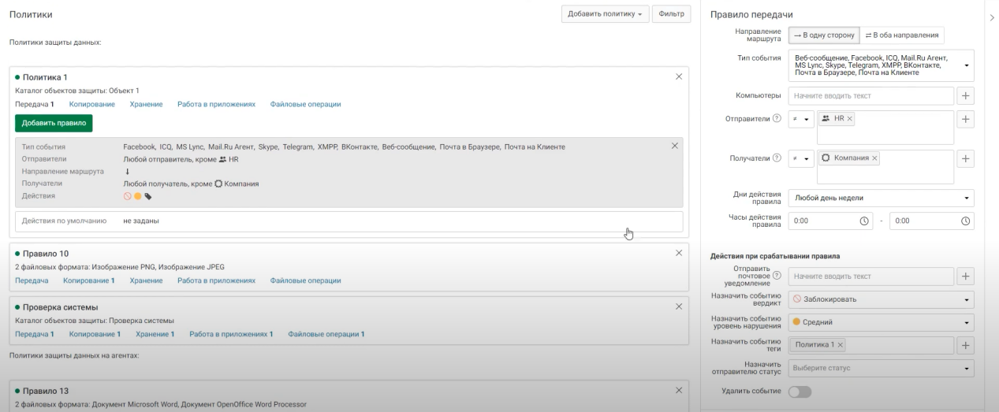 Политики
Добавить политику
Фильтр
Политики защиты данных:
Политика 1
Каталог объектов защиты: Объект 1
Передача 1 Копирование Хранение Работа в приложениях Файловые операции
Добавить правило
Тип события Facebook, ICQ, MS Lync, Mail.Ru Агент, Skype, Telegram, XMPP, ВКонтакте, Веб-сообщение, Почта в Браузере, Почта на Клиенте
Отправители Любой отправитель, кроме HR
Направление маршрута
Получатели Любой получатель, кроме Компания
Действия
Действия по умолчанию не заданы
Правило 10
2 файловых формата: Изображение PNG, Изображение JPEG
Передача Копирование 1 Хранение Работа в приложениях Файловые операции
Проверка системы
Каталог объектов защиты: Проверка системы
Передача 1 Копирование 1 Хранение 1 Работа в приложениях 1 Файловые операции 1
Политики защиты данных на агентах:
Правило 13
2 файловых формата: Документ Microsoft Word, Документ OpenOffice Word Processor
Правило передачи
Направление
маршрута
→ В одну сторону
⇄ В оба направления
Тип события
Веб-сообщение, Facebook, ICQ, Mail.Ru Агент,
MS Lync, Skype, Telegram, XMPP, ВКонтакте,
Почта в Браузере, Почта на Клиенте
Компьютеры
Начните вводить текст
Отправители ≠ HR
Получатели ≠ Компания
Дни действия
правила
Любой день недели
Часы действия
правила
0:00 - 0:00
Действия при срабатывании правила
Отправить
почтовое
уведомление
Начните вводить текст
Назначить событию
вердикт
Заблокировать
Назначить событию
уровень нарушения
Средний
Назначить событию
теги
Политика 1
Назначить
отправителю статус
Выберите статус
Удалить событие